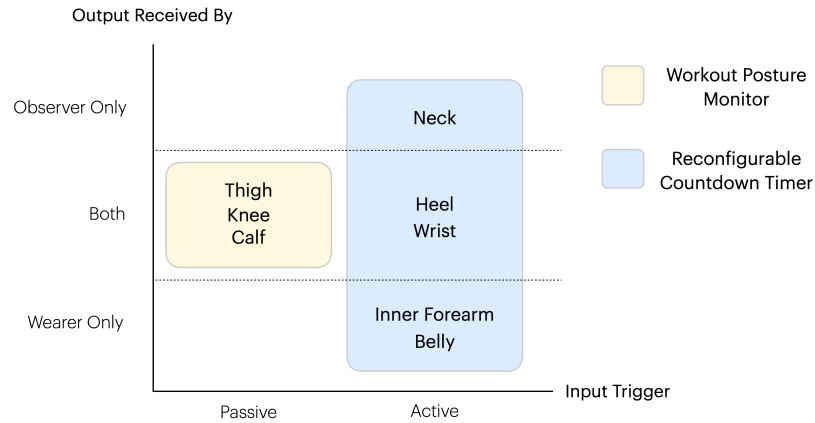 Output Received By
Observer Only
Neck
Workout Posture
Monitor
Reconfigurable
Countdown Timer
Both
Thigh
Knee
Calf
Heel
Wrist
Wearer Only
Inner Forearm
Belly
Input Trigger
Passive
Active